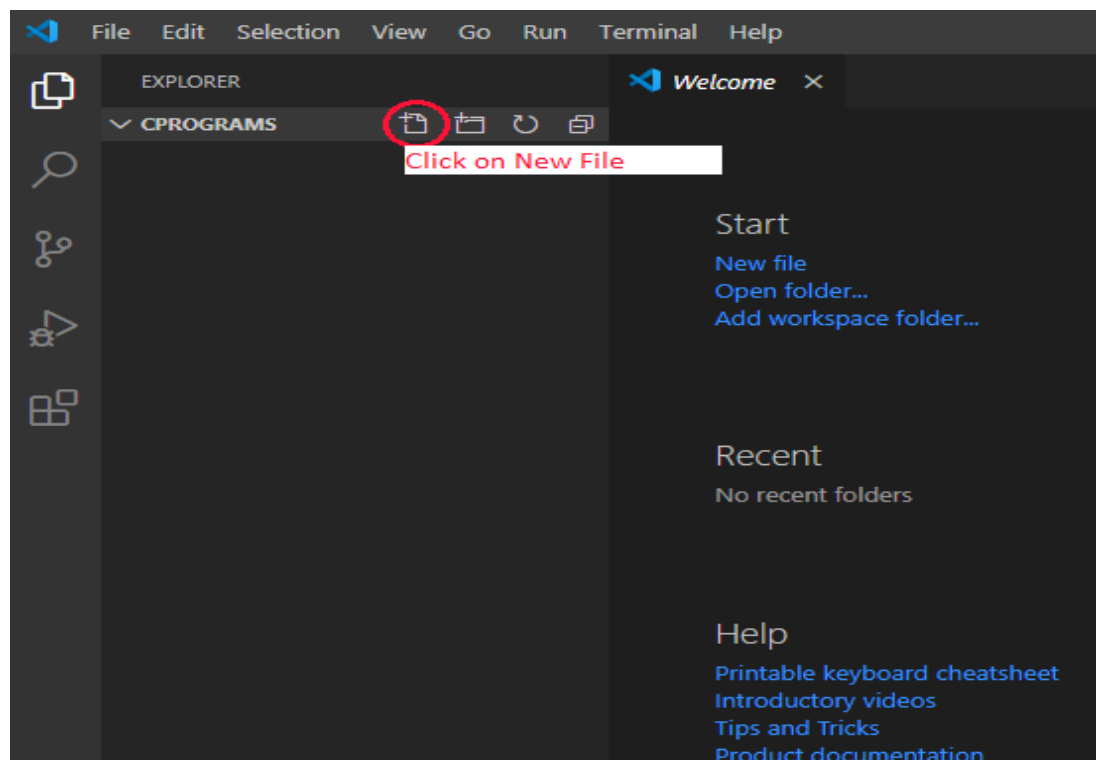 File Edit Selection View Go Run Terminal Help
EXPLORER
Welcome
CPROGRAMS
Click on New File
Start
New file
Open folder...
Add workspace folder...
Recent
No recent folders
Help
Printable keyboard cheatsheet
Introductory videos
Tips and Tricks
Product documentation